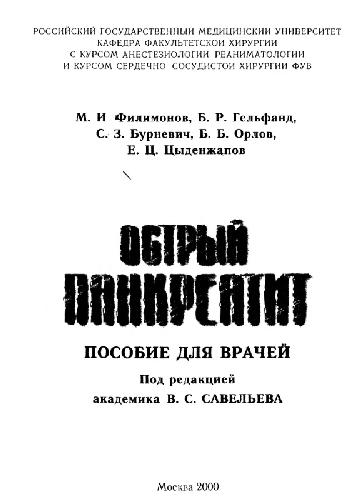 РОССИЙСКИЙ ГОСУДАРСТВЕННЫЙ МЕДИЦИНСКИЙ УНИВЕРСИТЕТ
КАФЕДРА ФАКУЛЬТЕТСКОЙ ХИРУРГИИ
С КУРСОМ АНЕСТЕЗИОЛОГИИ РЕАНИМАТОЛОГИИ
И КУРСОМ СЕРДЕЧНО СОСУДИСТОЙ ХИРУРГИИ ФУВ
М. И Филимонов, Б. Р. Гельфанд,
С. З. Бурневич, Б. Б. Орлов,
Е. Ц. Цыденжапов
ОСТРЫЙ
ПАНКРЕАТИТ
ПОСОБИЕ ДЛЯ ВРАЧЕЙ
Под редакцией
академика В. С. САВЕЛЬЕВА
Москва 2000